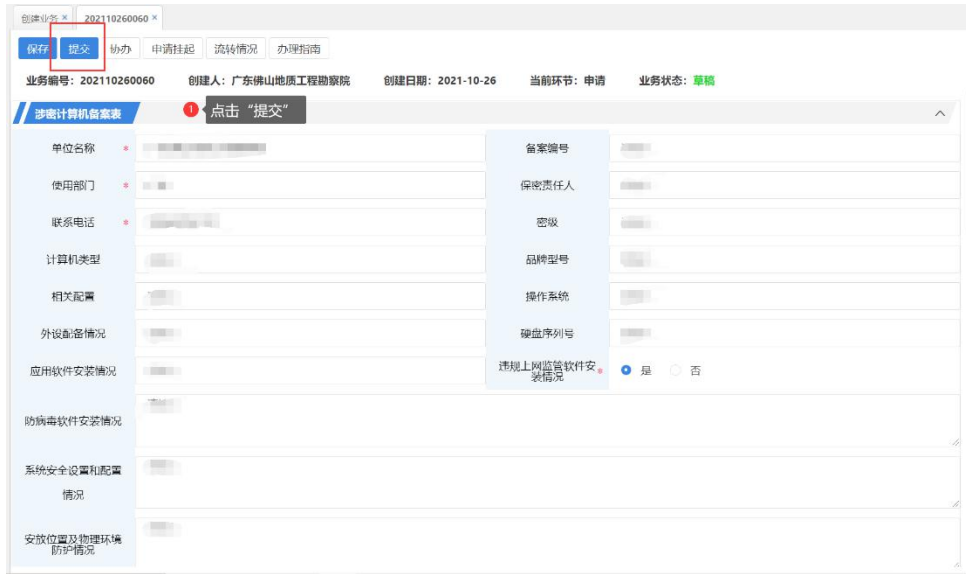 创建业务 × 202110260060 ×
保存 提交 协办 申请挂起 流转情况 办理指南
业务编号：202110260060 创建人：广东佛山地质工程勘察院 创建日期：2021-10-26 当前环节：申请 业务状态：草稿
涉密计算机备案表 1 点击“提交”
单位名称 * 备案编号
使用部门 * 保密责任人
联系电话 * 密级
计算机类型 品牌型号
相关配置 操作系统
外设配备情况 硬盘序列号
应用软件安装情况 违规上网监管软件安 * 是 否
装情况
防病毒软件安装情况
系统安全设置和配置
情况
安放位置及物理环境
防护情况